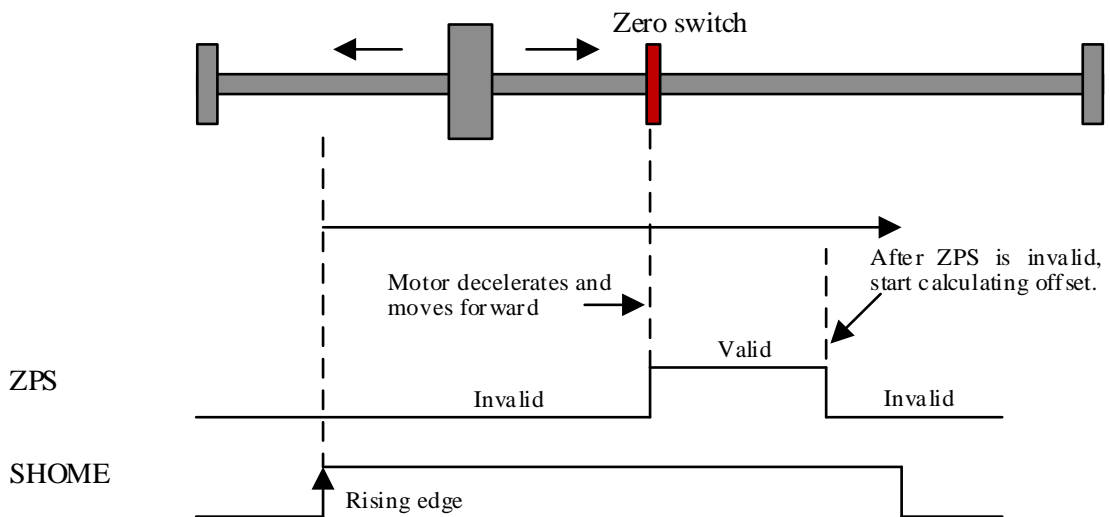 Zero switch
Motor decelerates and
moves forward
After ZPS is invalid,
start calculating offset.
Valid
ZPS
Invalid
Invalid
SHOME
Rising edge